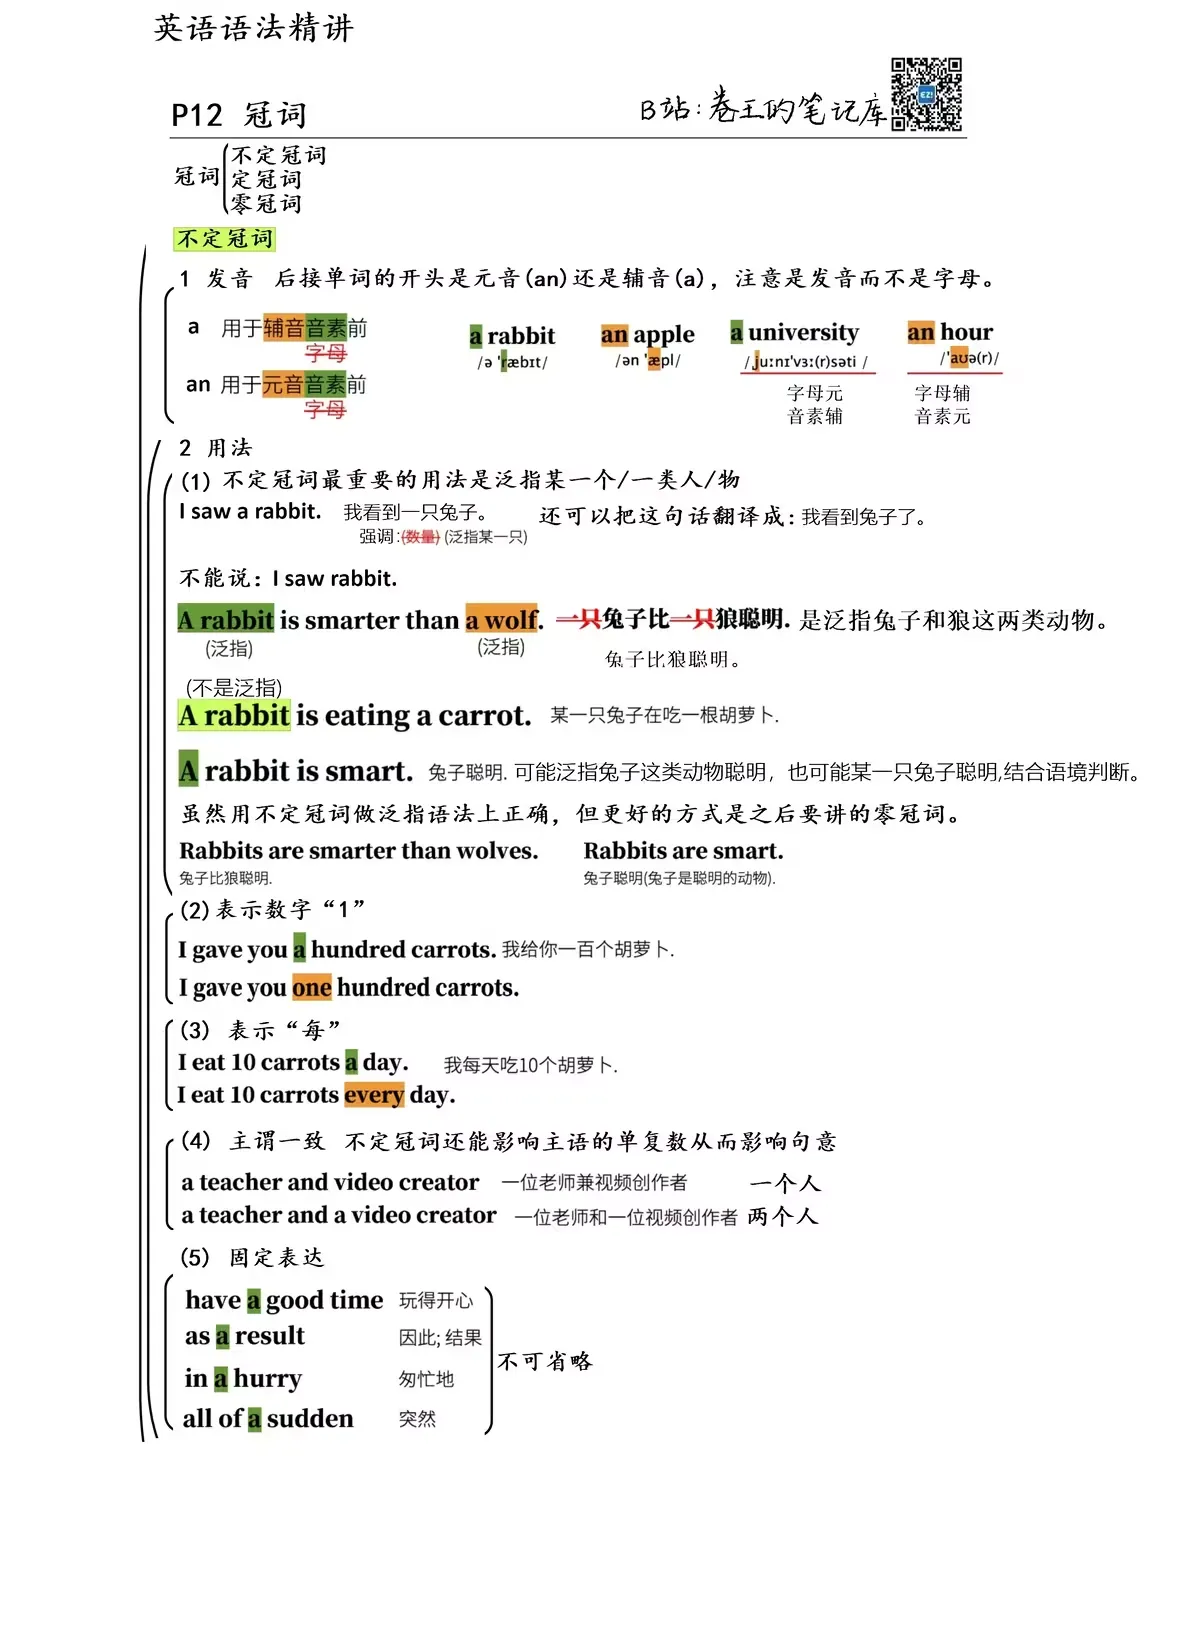 英语语法精讲
P12 冠词
B站:卷王的笔记库
EZ!
冠词
不定冠词
定冠词
零冠词
不定冠词
1 发音 后接单词的开头是元音(an)还是辅音(a)，注意是发音而不是字母。
a 用于辅音音素前
字母
an 用于元音音素前
字母
a rabbit
/ə ˈræbɪt/
an apple
/ən ˈæpl/
a university
/ˌjuːnɪˈvɜː(r)səti /
字母元
音素辅
an hour
/ˈaʊə(r)/
字母辅
音素元
2 用法
(1) 不定冠词最重要的用法是泛指某一个/一类人/物
I saw a rabbit. 我看到一只兔子。 还可以把这句话翻译成:我看到兔子了。
强调:(数量) (泛指某一只)
不能说: I saw rabbit.
A rabbit is smarter than a wolf. 一只兔子比一只狼聪明. 是泛指兔子和狼这两类动物。
(泛指) (泛指) 兔子比狼聪明。
(不是泛指)
A rabbit is eating a carrot. 某一只兔子在吃一根胡萝卜.
A rabbit is smart. 兔子聪明. 可能泛指兔子这类动物聪明，也可能某一只兔子聪明,结合语境判断。
虽然用不定冠词做泛指语法上正确，但更好的方式是之后要讲的零冠词。
Rabbits are smarter than wolves. Rabbits are smart.
兔子比狼聪明. 兔子聪明(兔子是聪明的动物).
(2)表示数字“1”
I gave you a hundred carrots. 我给你一百个胡萝卜.
I gave you one hundred carrots.
(3) 表示“每”
I eat 10 carrots a day. 我每天吃10个胡萝卜.
I eat 10 carrots every day.
(4) 主谓一致 不定冠词还能影响主语的单复数从而影响句意
a teacher and video creator 一位老师兼视频创作者 一个人
a teacher and a video creator 一位老师和一位视频创作者 两个人
(5) 固定表达
have a good time 玩得开心
as a result 因此; 结果
不可省略
in a hurry 匆忙地
all of a sudden 突然